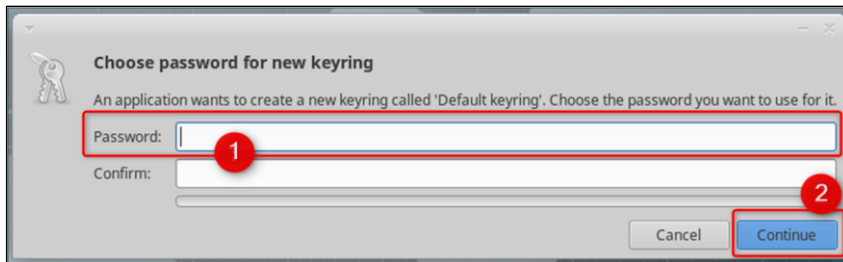 Choose password for new keyring
An application wants to create a new keyring called 'Default keyring'. Choose the password you want to use for it.
Password:
1
Confirm:
2
Cancel Continue